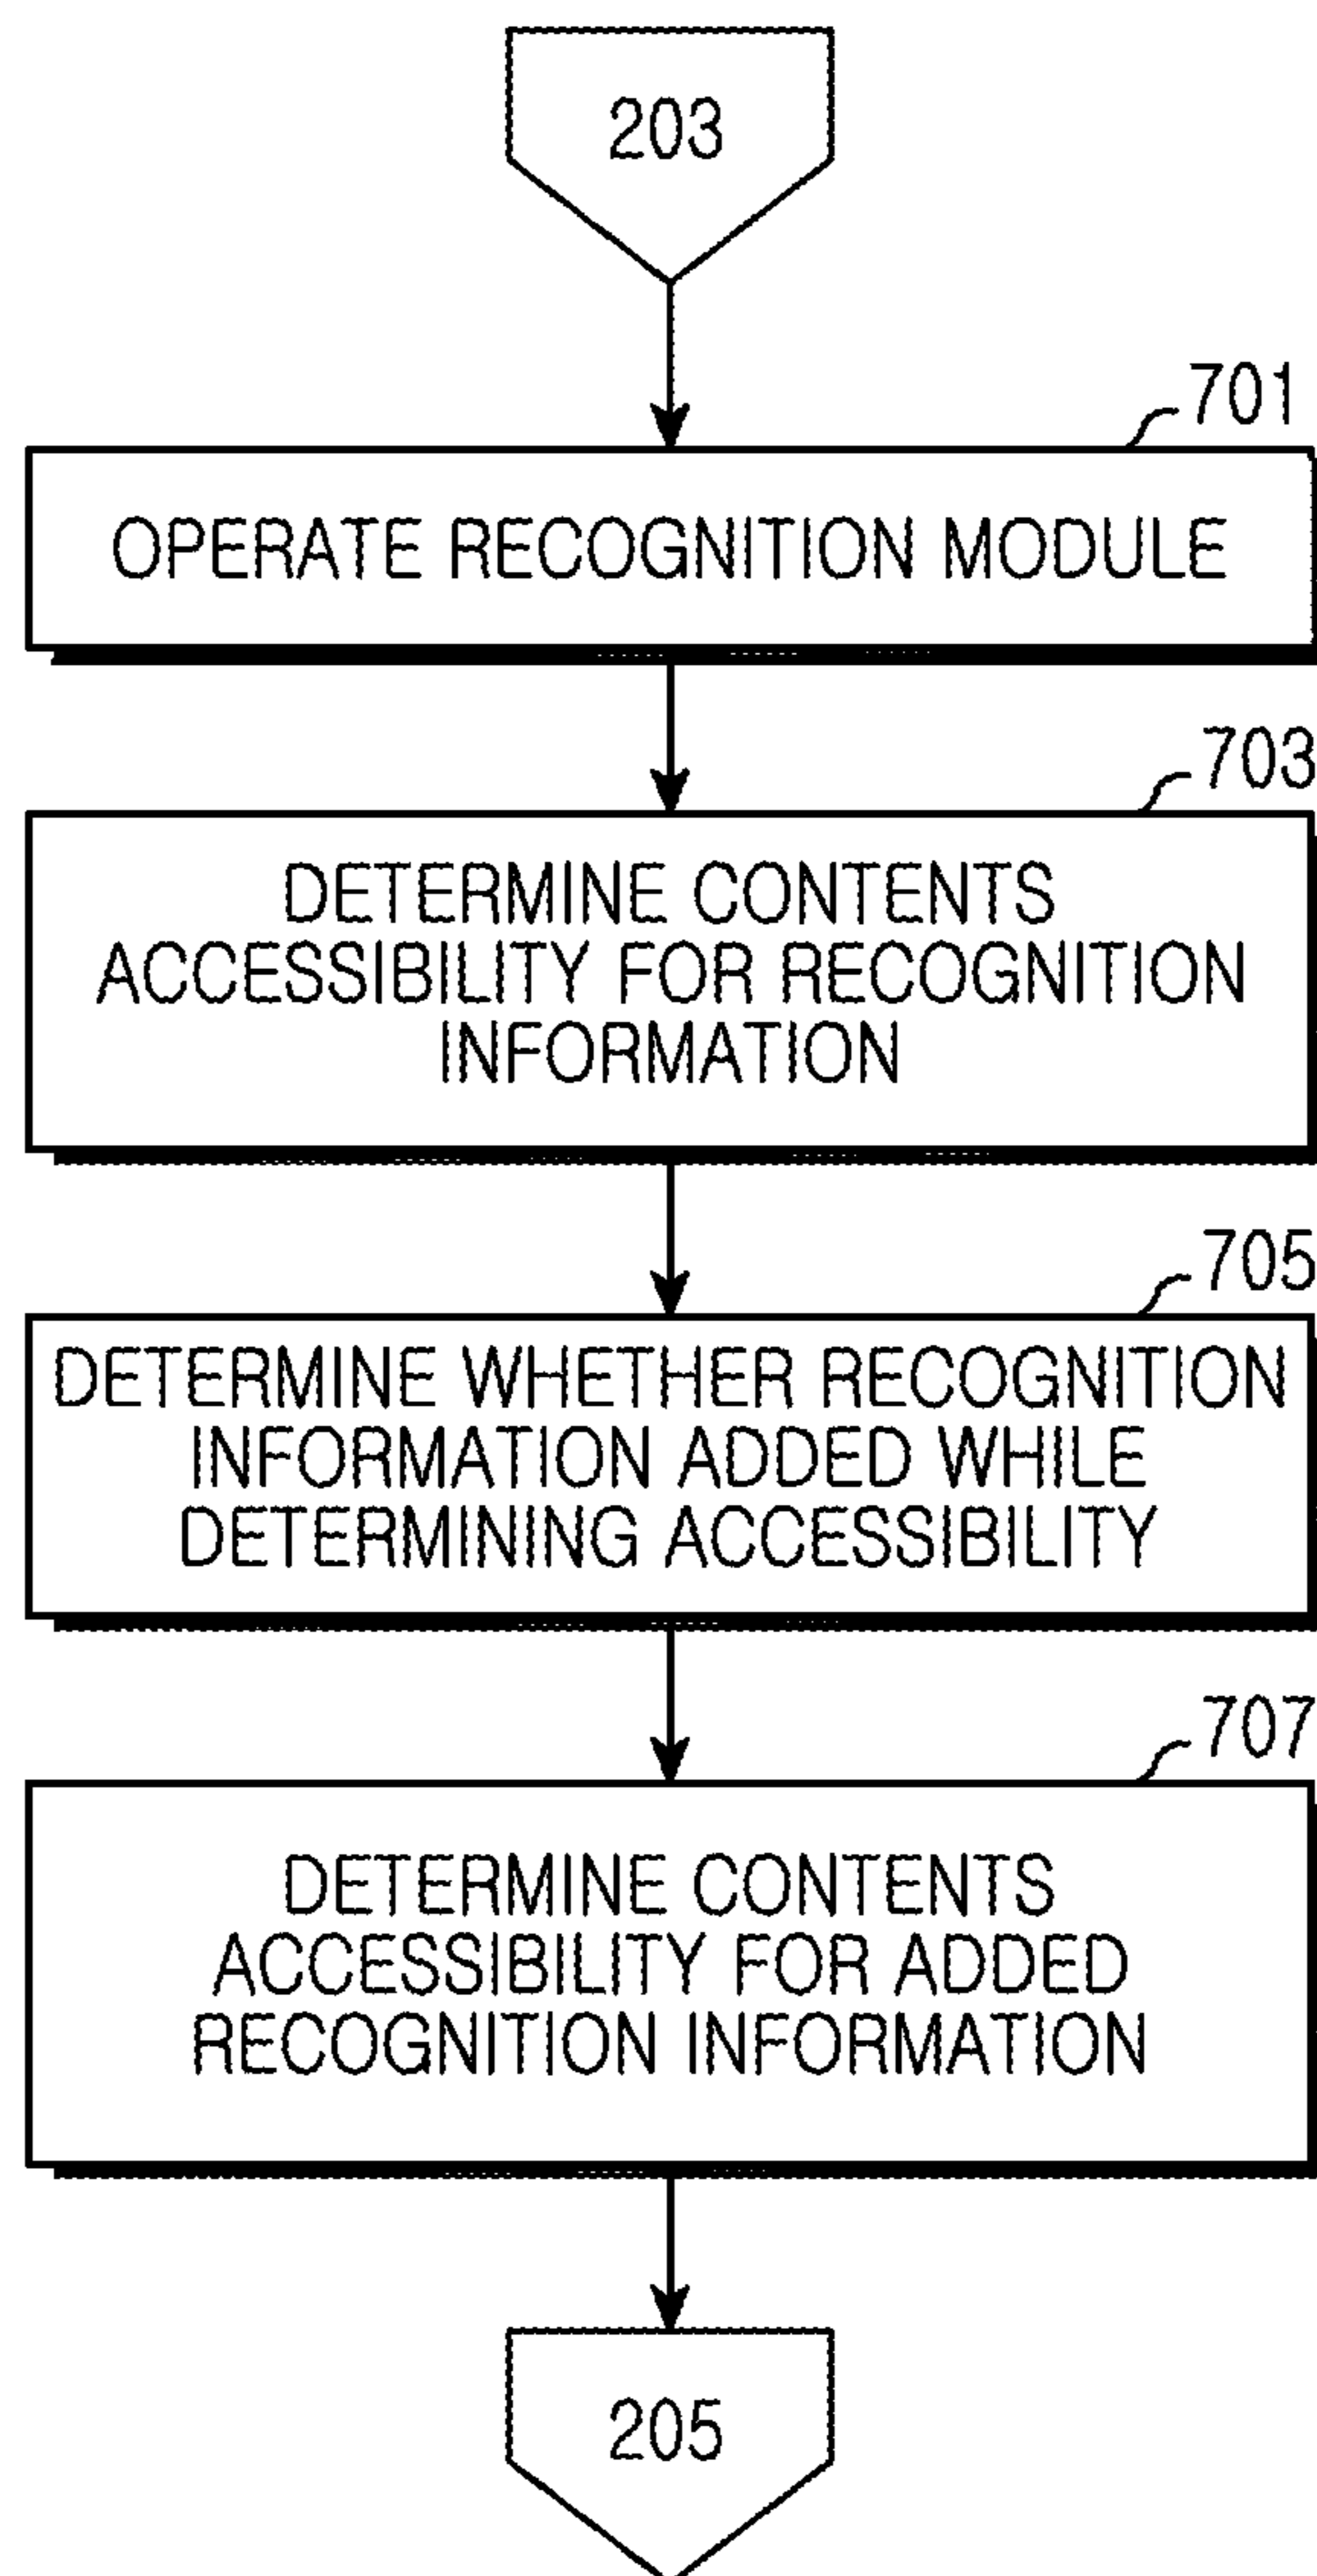 203
701
OPERATE RECOGNITION MODULE
703
DETERMINE CONTENTS
ACCESSIBILITY FOR RECOGNITION
INFORMATION
705
DETERMINE WHETHER RECOGNITION
INFORMATION ADDED WHILE
DETERMINING ACCESSIBILITY
707
DETERMINE CONTENTS
ACCESSIBILITY FOR ADDED
RECOGNITION INFORMATION
205